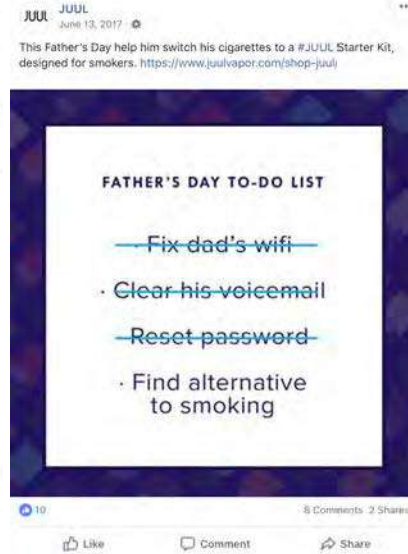 JUUL JUUL
June 13, 2017 ·
This Father's Day help him switch his cigarettes to a #JUUL Starter Kit,
designed for smokers. https://www.juulvapor.com/shop-juul/
FATHER'S DAY TO-DO LIST
· Fix dad's wifi
· Clear his voicemail
· Reset password
· Find alternative
to smoking
10 8 Comments 2 Shares
Like Comment Share